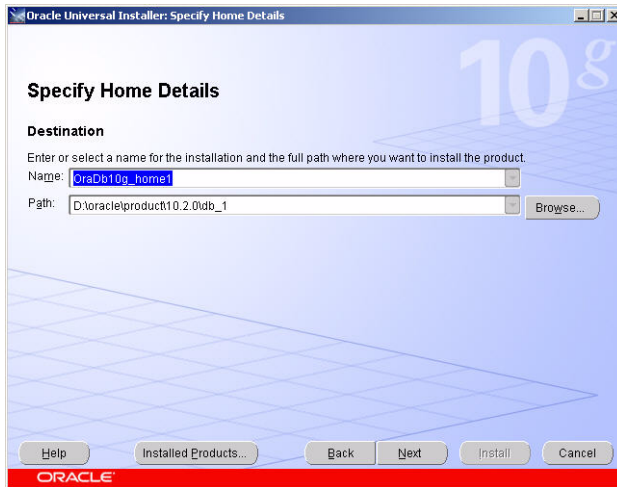 Oracle Universal Installer: Specify Home Details
10g
Specify Home Details
Destination
Enter or select a name for the installation and the full path where you want to install the product.
Name: OraDb10g_home1
Path: D:\oracle\product\10.2.0\db_1 Browse...
Help Installed Products... Back Next Install Cancel
ORACLE